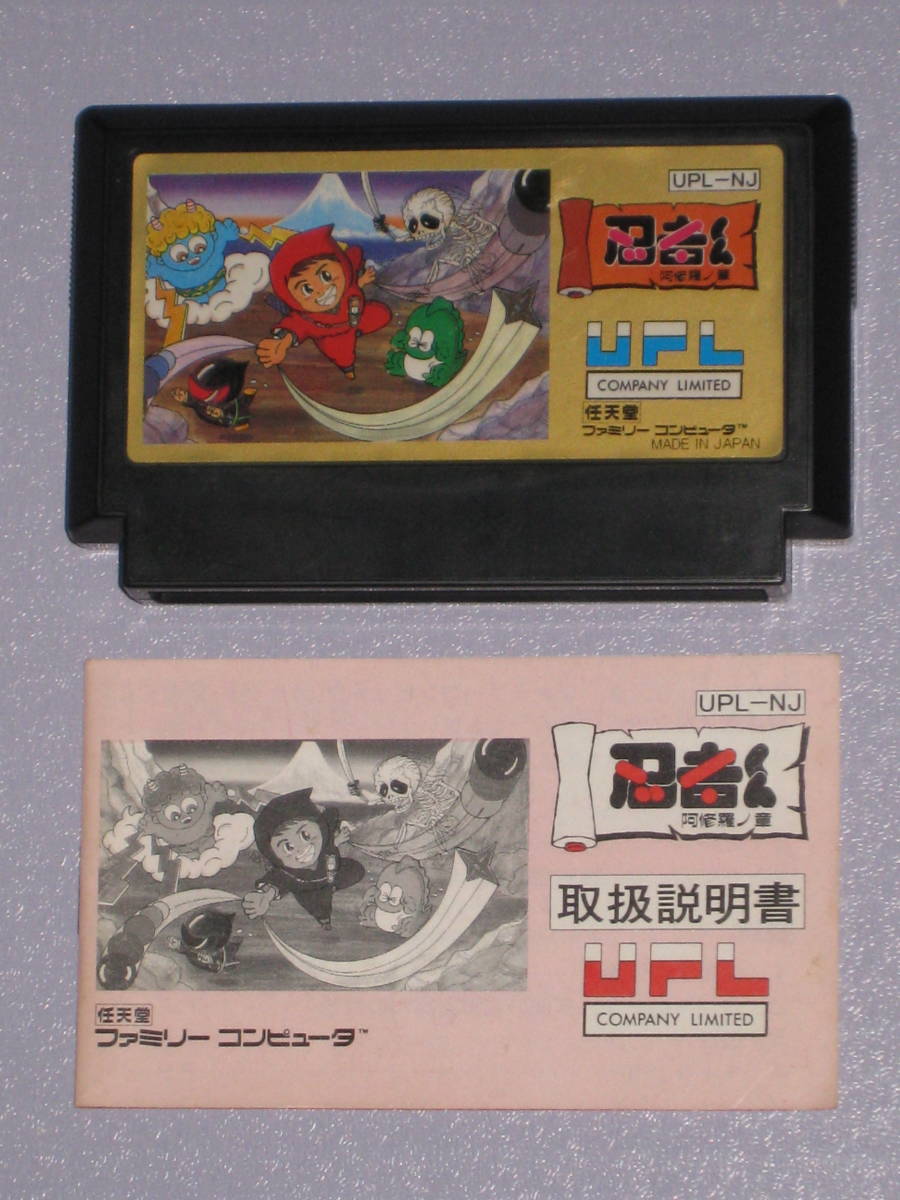 UPL-NJ
忍者くん
阿修羅ノ章
UPL
COMPANY LIMITED
任天堂
ファミリー コンピュータ™
MADE IN JAPAN
UPL-NJ
忍者くん
阿修羅ノ章
取扱説明書
UPL
COMPANY LIMITED
任天堂
ファミリー コンピュータ™